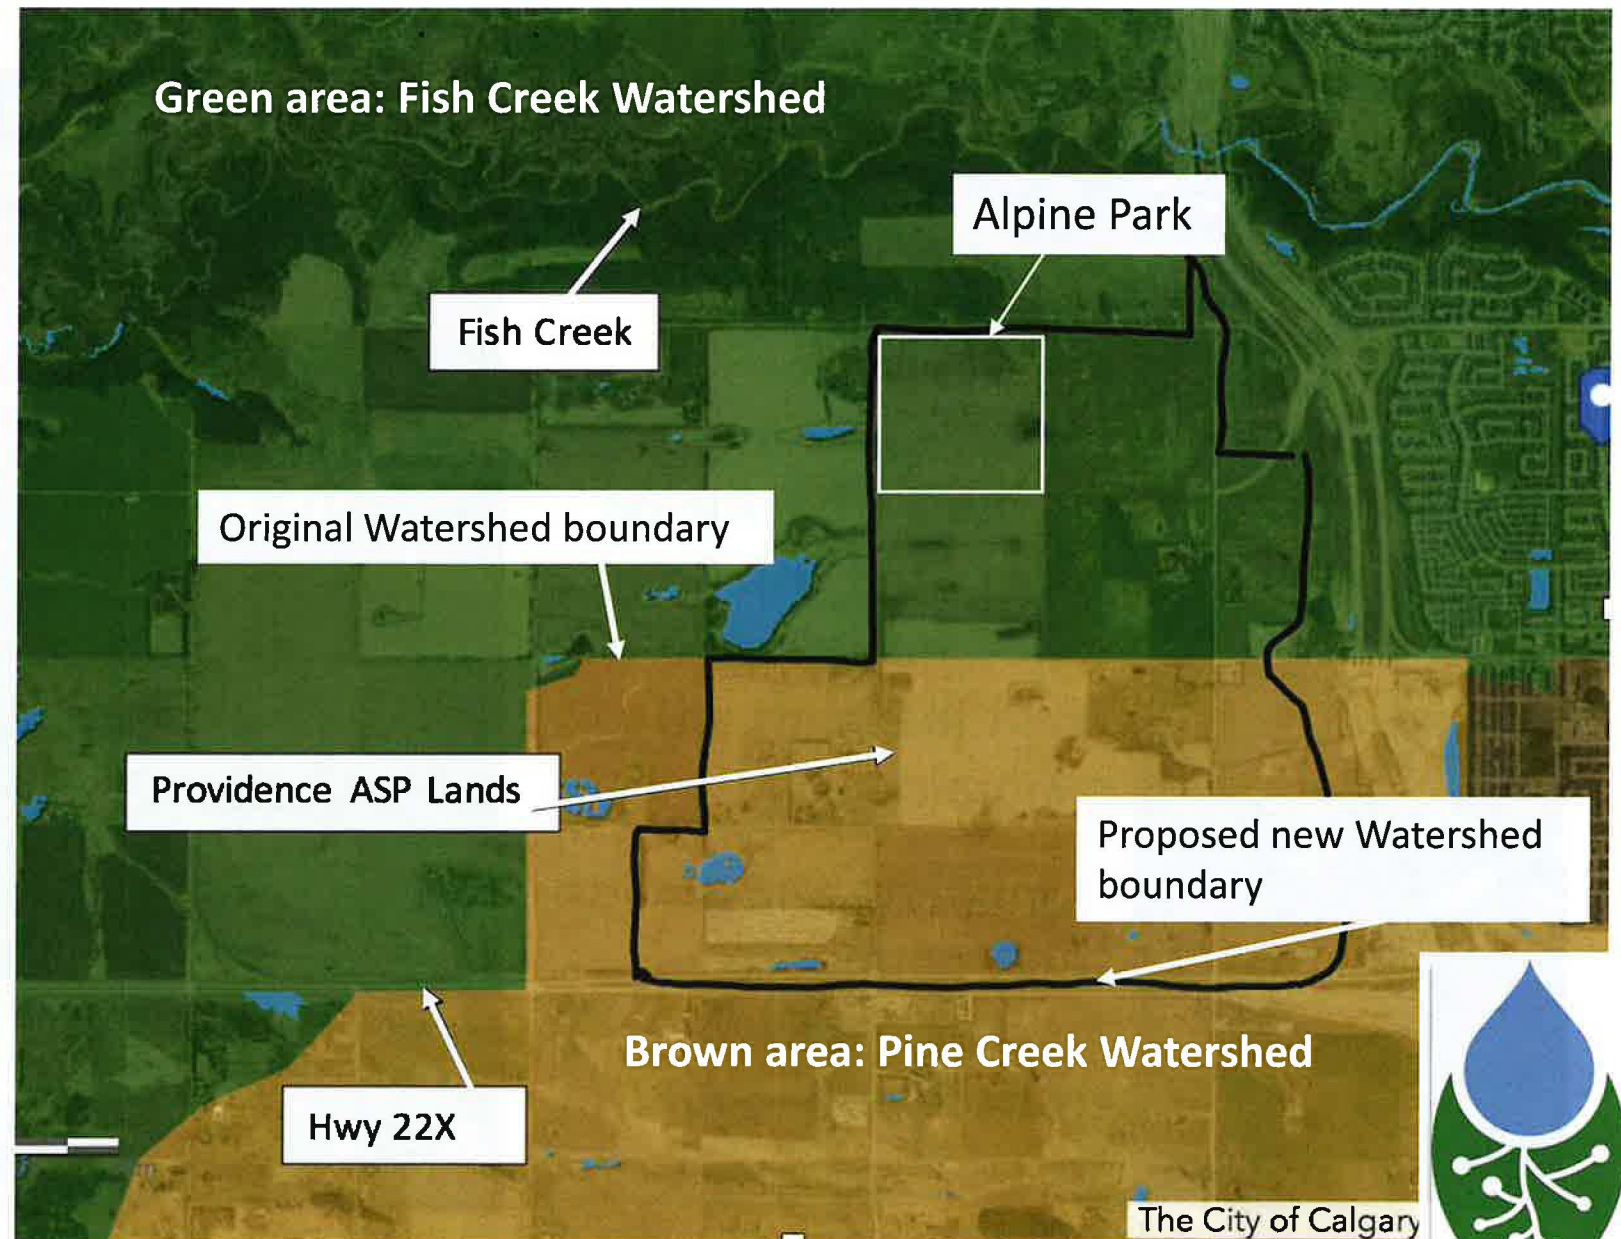 Green area: Fish Creek Watershed
Alpine Park
Fish Creek
Original Watershed boundary
Providence ASP Lands
Proposed new Watershed
boundary
Brown area: Pine Creek Watershed
Hwy 22X
The City of Calgary